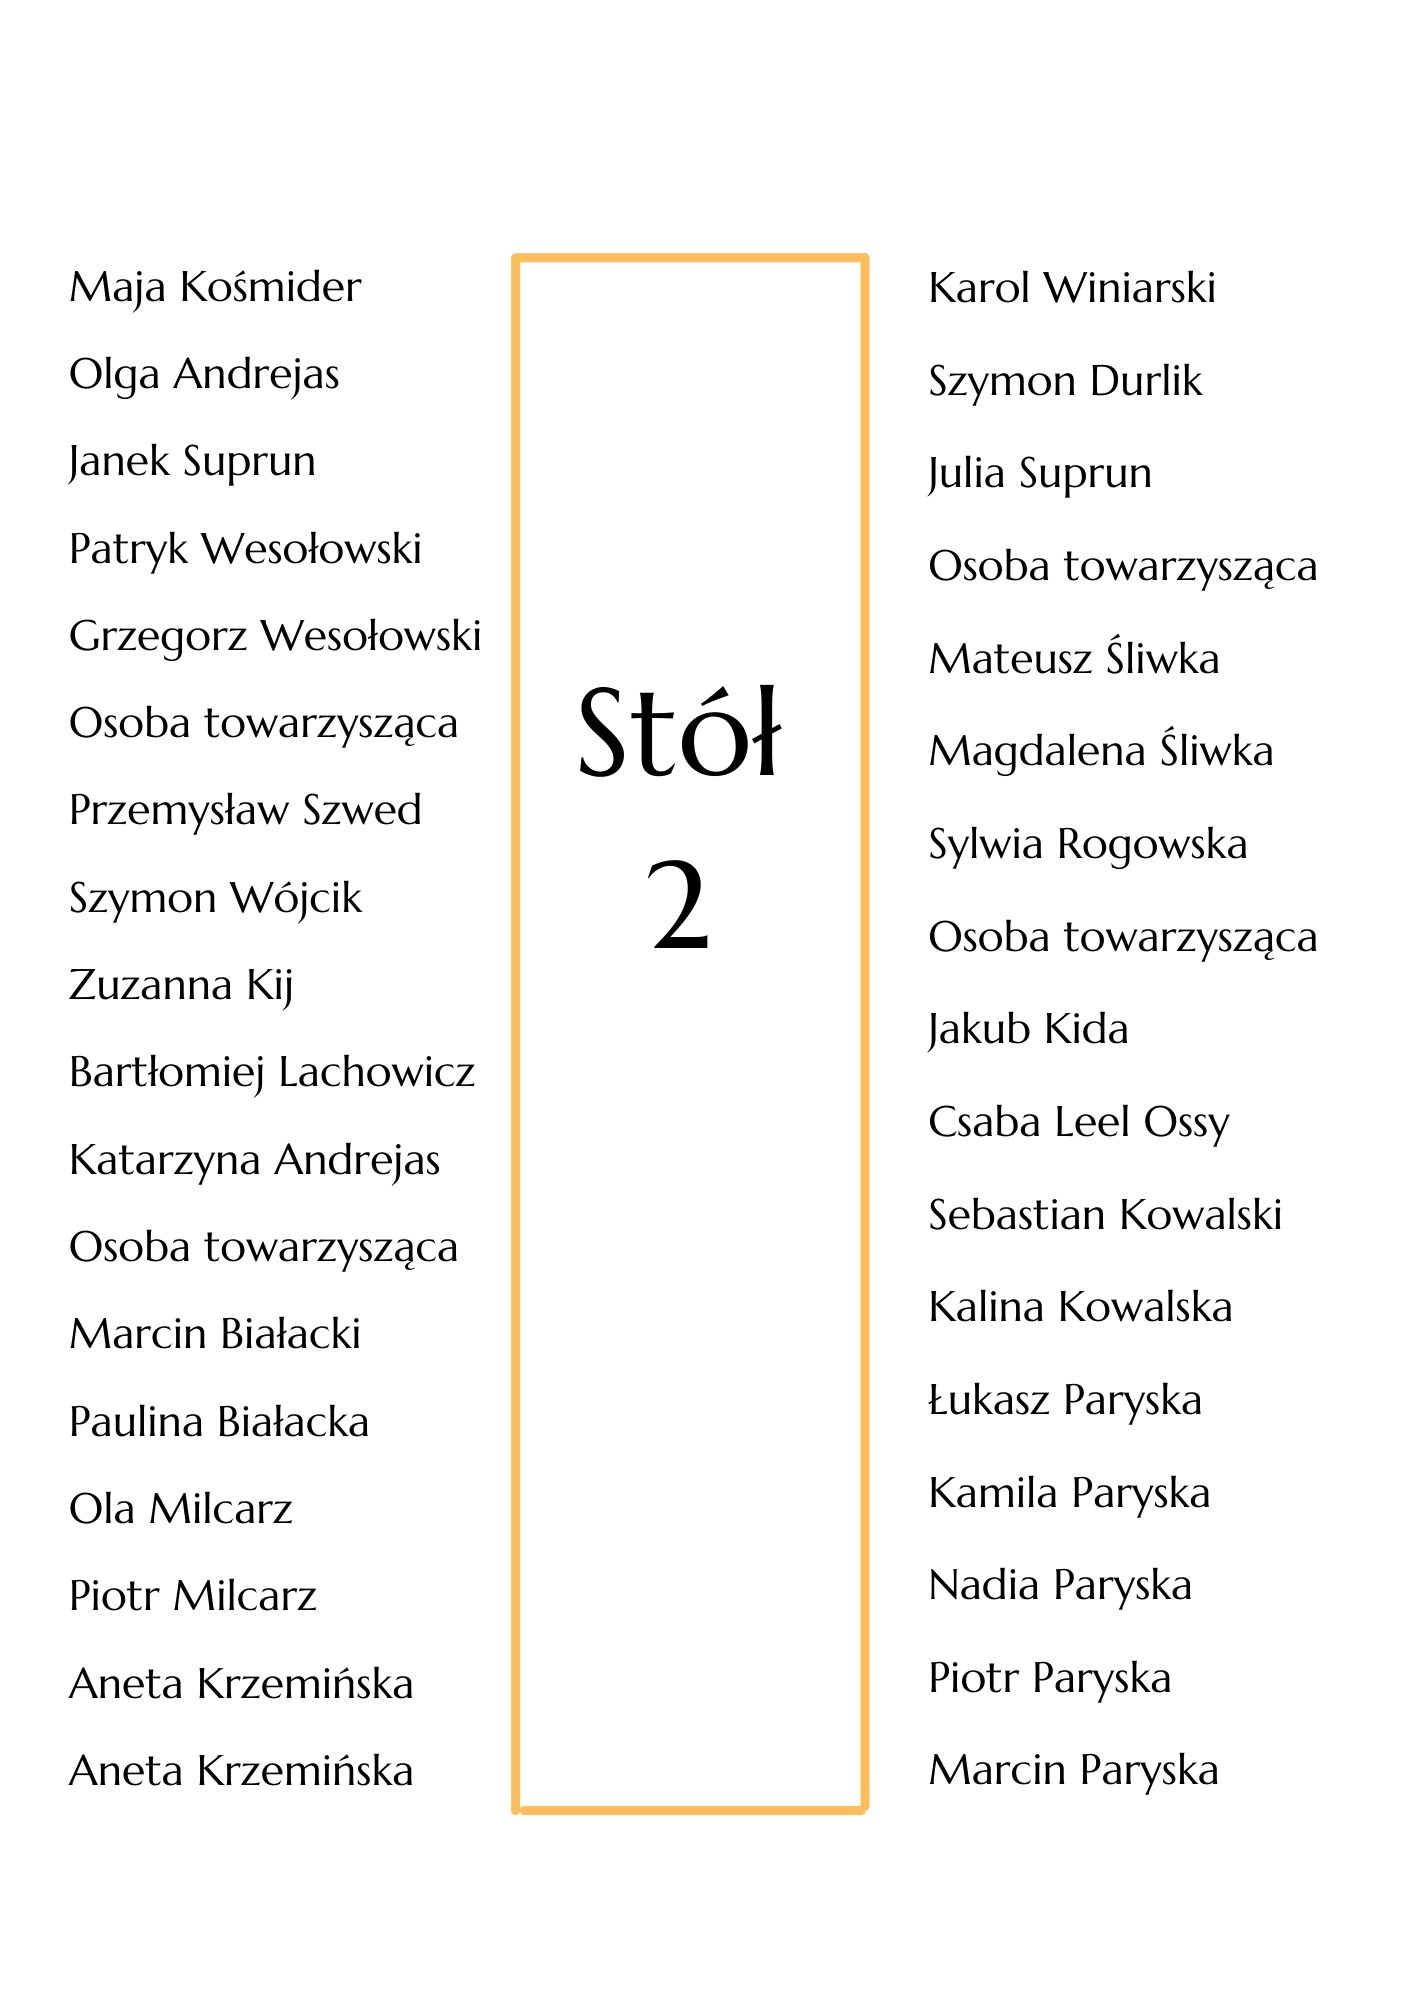 Maja Kośmider
Olga Andrejas
Janek Suprun
Patryk Wesołowski
Grzegorz Wesołowski
Osoba towarzysząca
Przemysław Szwed
Szymon Wójcik
Zuzanna Kij
Bartłomiej Lachowicz
Katarzyna Andrejas
Osoba towarzysząca
Marcin Białacki
Paulina Białacka
Ola Milcarz
Piotr Milcarz
Aneta Krzemińska
Aneta Krzemińska
Stół
2
Karol Winiarski
Szymon Durlik
Julia Suprun
Osoba towarzysząca
Mateusz Śliwka
Magdalena Śliwka
Sylwia Rogowska
Osoba towarzysząca
Jakub Kida
Csaba Leel Ossy
Sebastian Kowalski
Kalina Kowalska
Łukasz Paryska
Kamila Paryska
Nadia Paryska
Piotr Paryska
Marcin Paryska